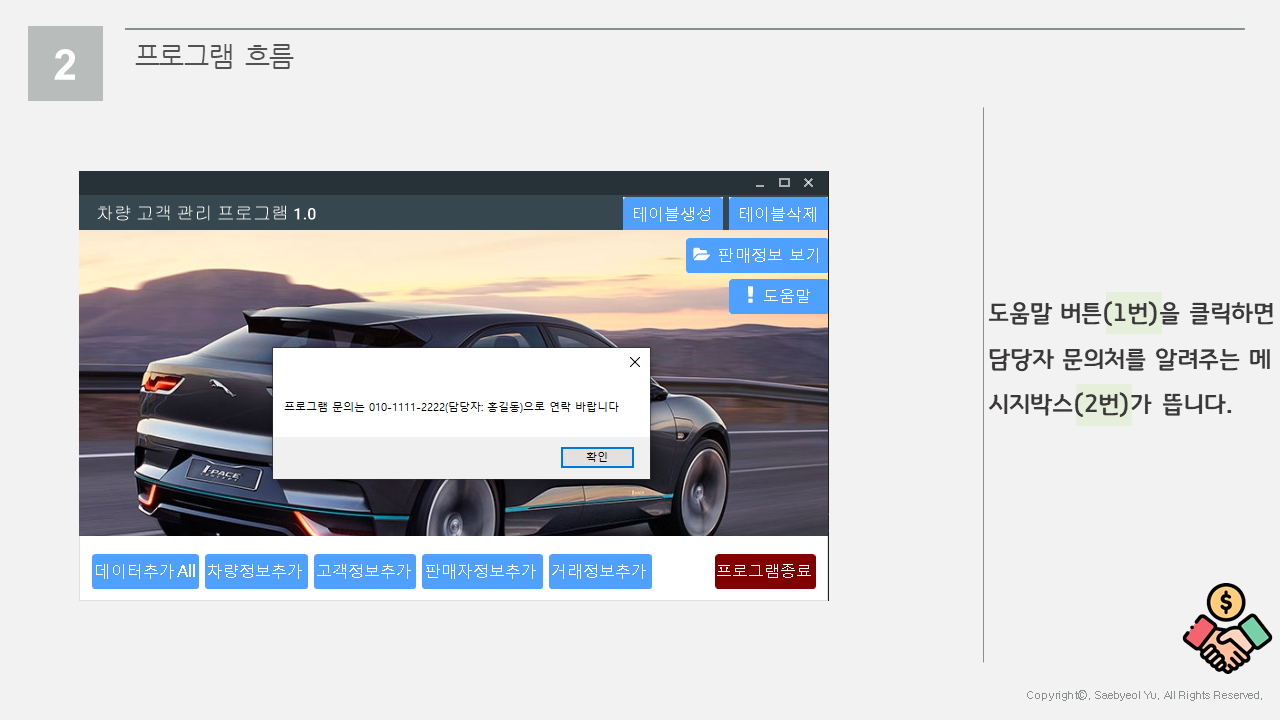 2
프로그램 흐름
차량 고객 관리 프로그램 1.0
테이블생성
테이블삭제
판매정보 보기
도움말
도움말 버튼(1번)을 클릭하면
담당자 문의처를 알려주는 메
시지박스(2번)가 뜹니다.
프로그램 문의는 010-1111-2222(담당자: 홍길동)으로 연락 바랍니다
확인
I-PACE
CONCEPT
데이터추가 All
차량정보추가
고객정보추가
판매자정보추가
거래정보추가
프로그램종료
Copyright©. Saebyeol Yu. All Rights Reserved.